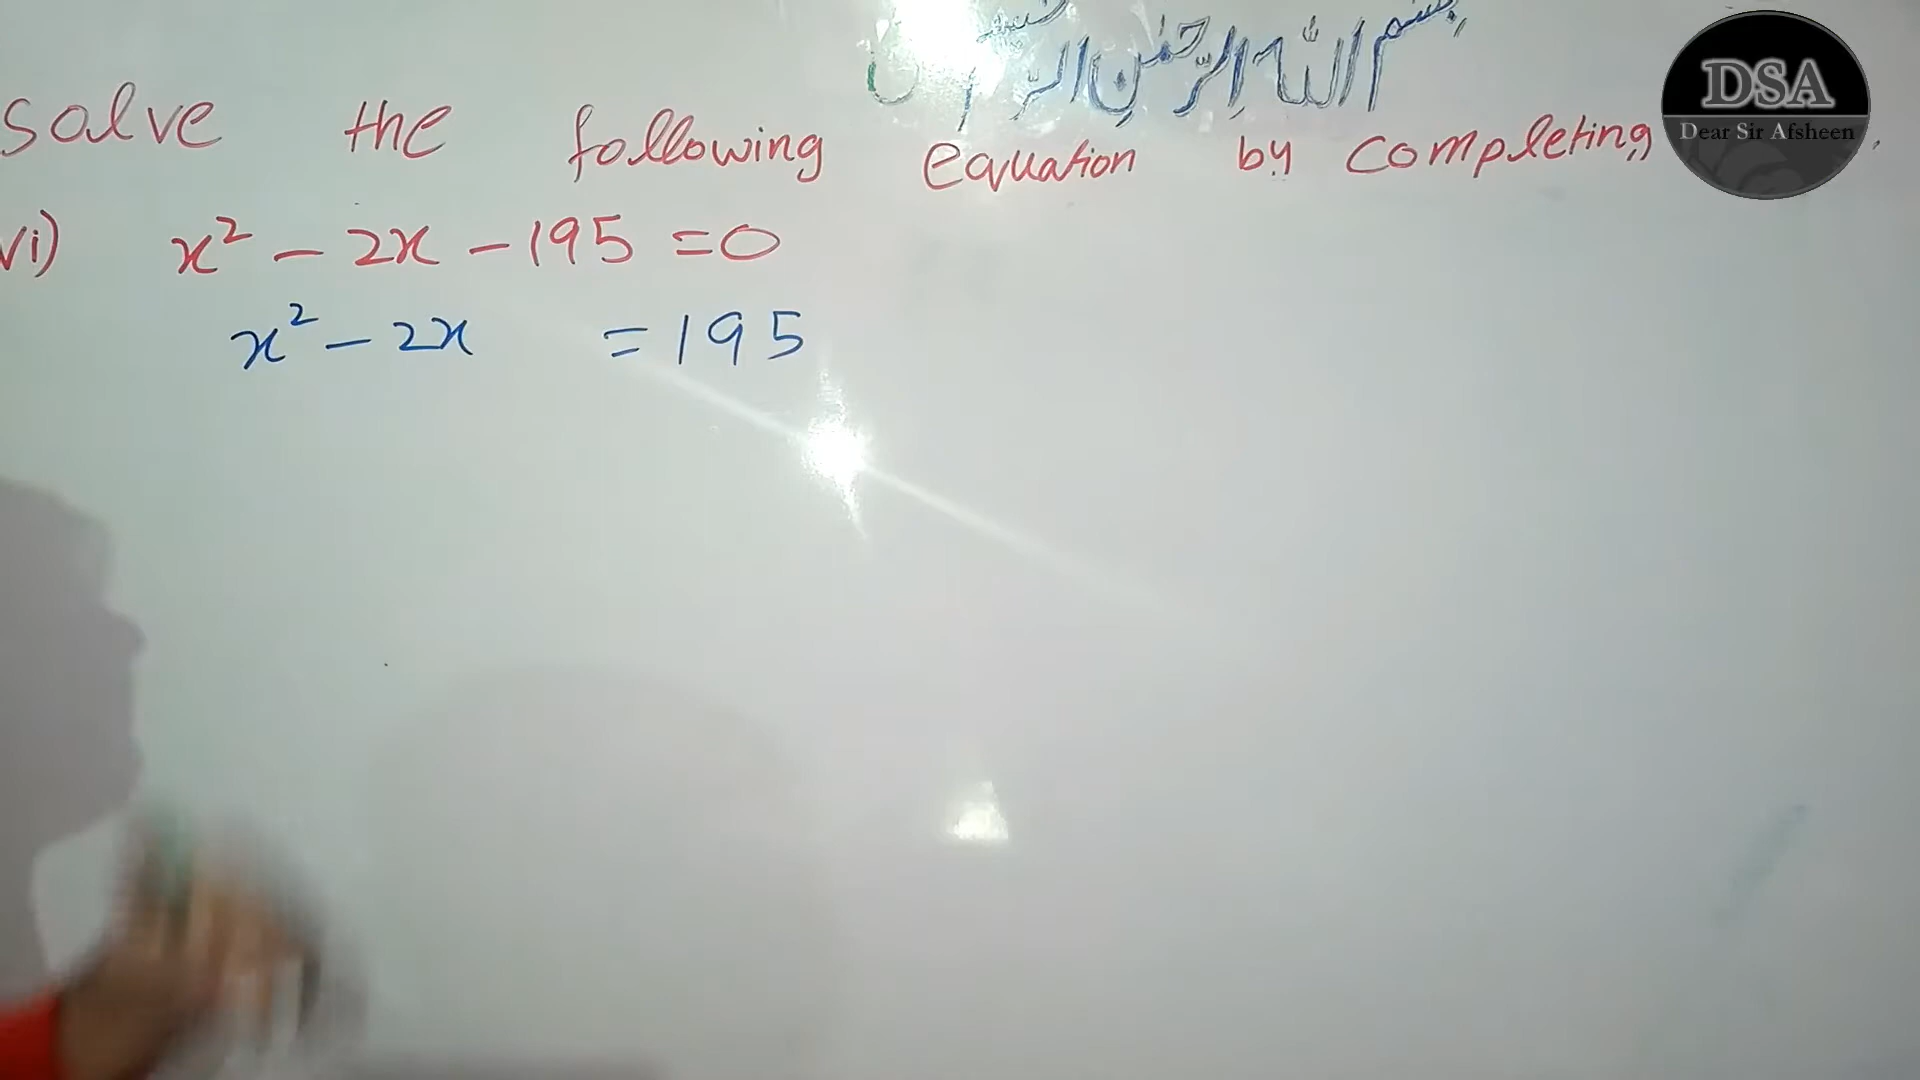 بسم اللہ الرحمٰن الرحیم
DSA
Dear Sir Afsheen
Solve the following equation by completing
vi) x² - 2x - 195 = 0
x² - 2x = 195